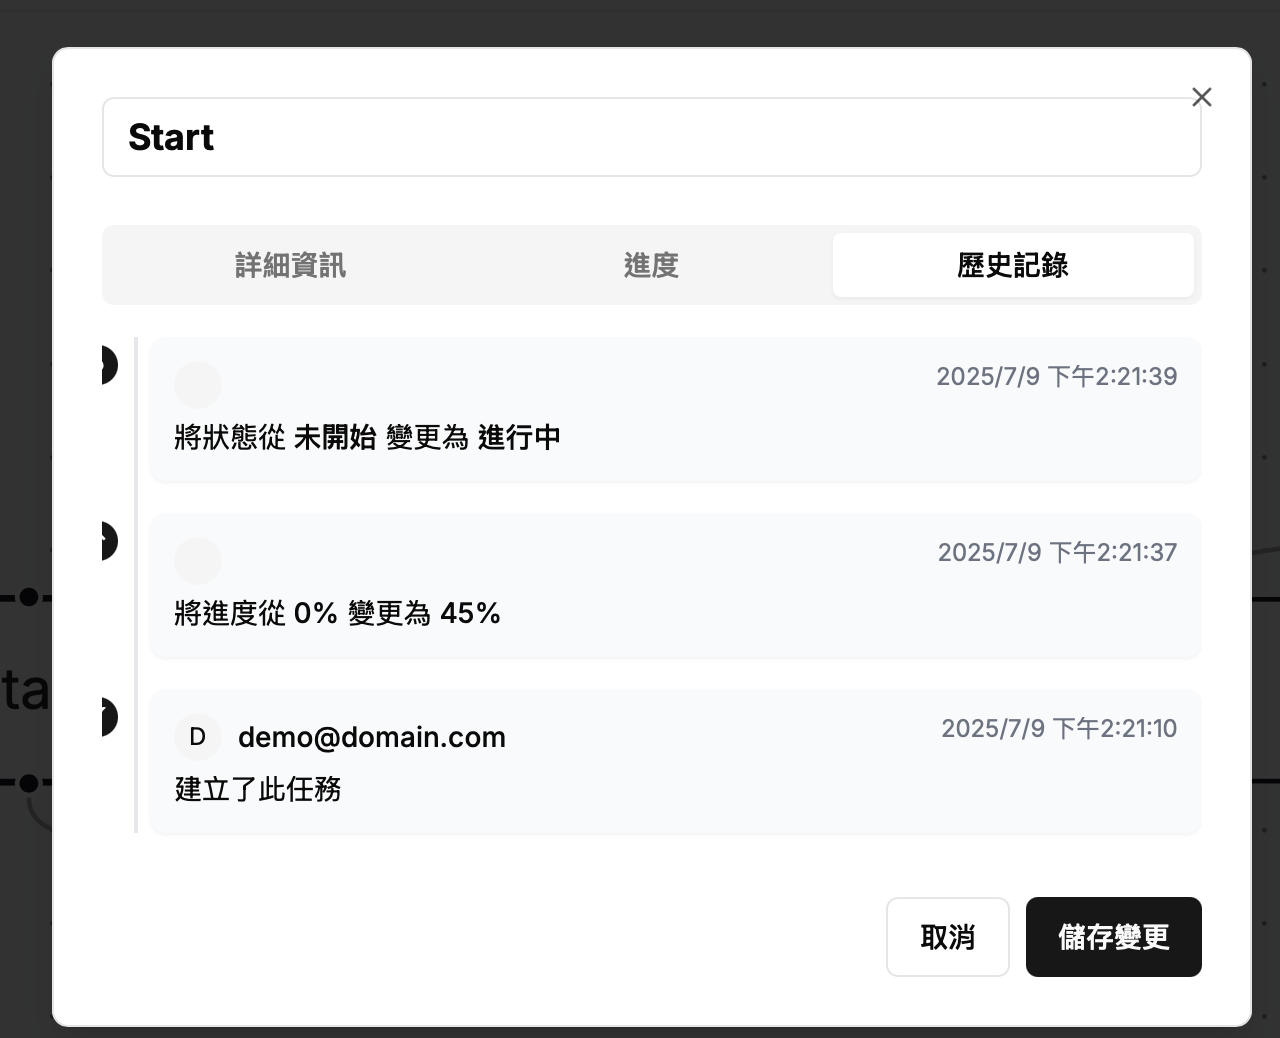 Start
詳細資訊
進度
歷史記錄
2025/7/9 下午2:21:39
將狀態從 未開始 變更為 進行中
2025/7/9 下午2:21:37
將進度從 0% 變更為 45%
D
demo@domain.com
2025/7/9 下午2:21:10
建立了此任務
ta
取消
儲存變更